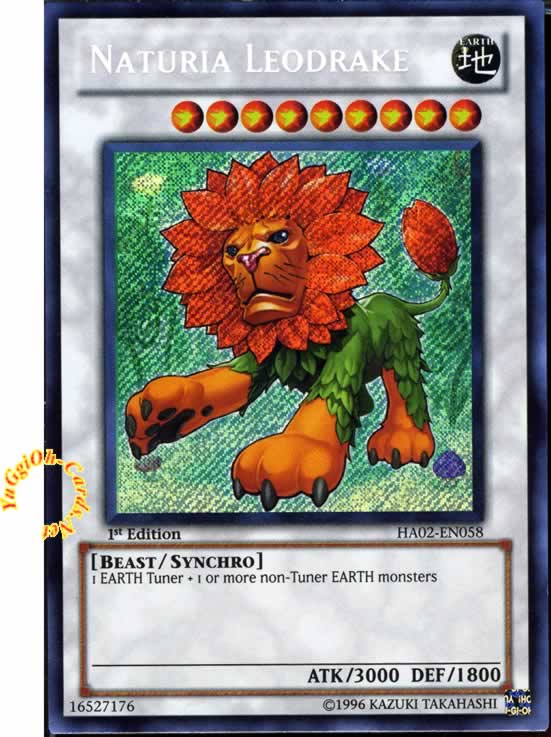 NATURIA LEODRAKE
EARTH
地
YuGgiOh-Cards.Net
1st Edition
HA02-EN058
[BEAST/SYNCHRO]
1 EARTH Tuner + 1 or more non-Tuner EARTH monsters
ATK/3000 DEF/1800
16527176
©1996 KAZUKI TAKAHASHI